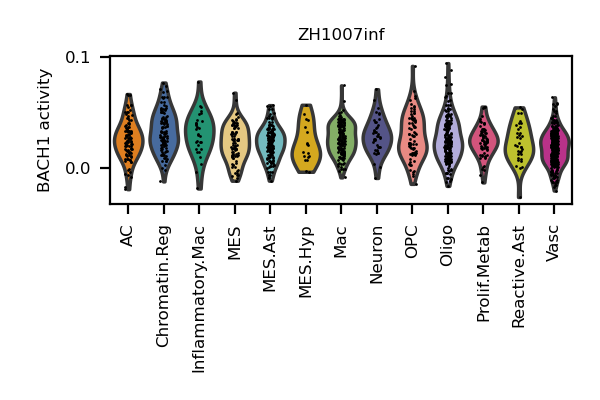 ZH1007inf
BACH1 activity
0.1
0.0
AC
Chromatin.Reg
Inflammatory.Mac
MES
MES.Ast
MES.Hyp
Mac
Neuron
OPC
Oligo
Prolif.Metab
Reactive.Ast
Vasc